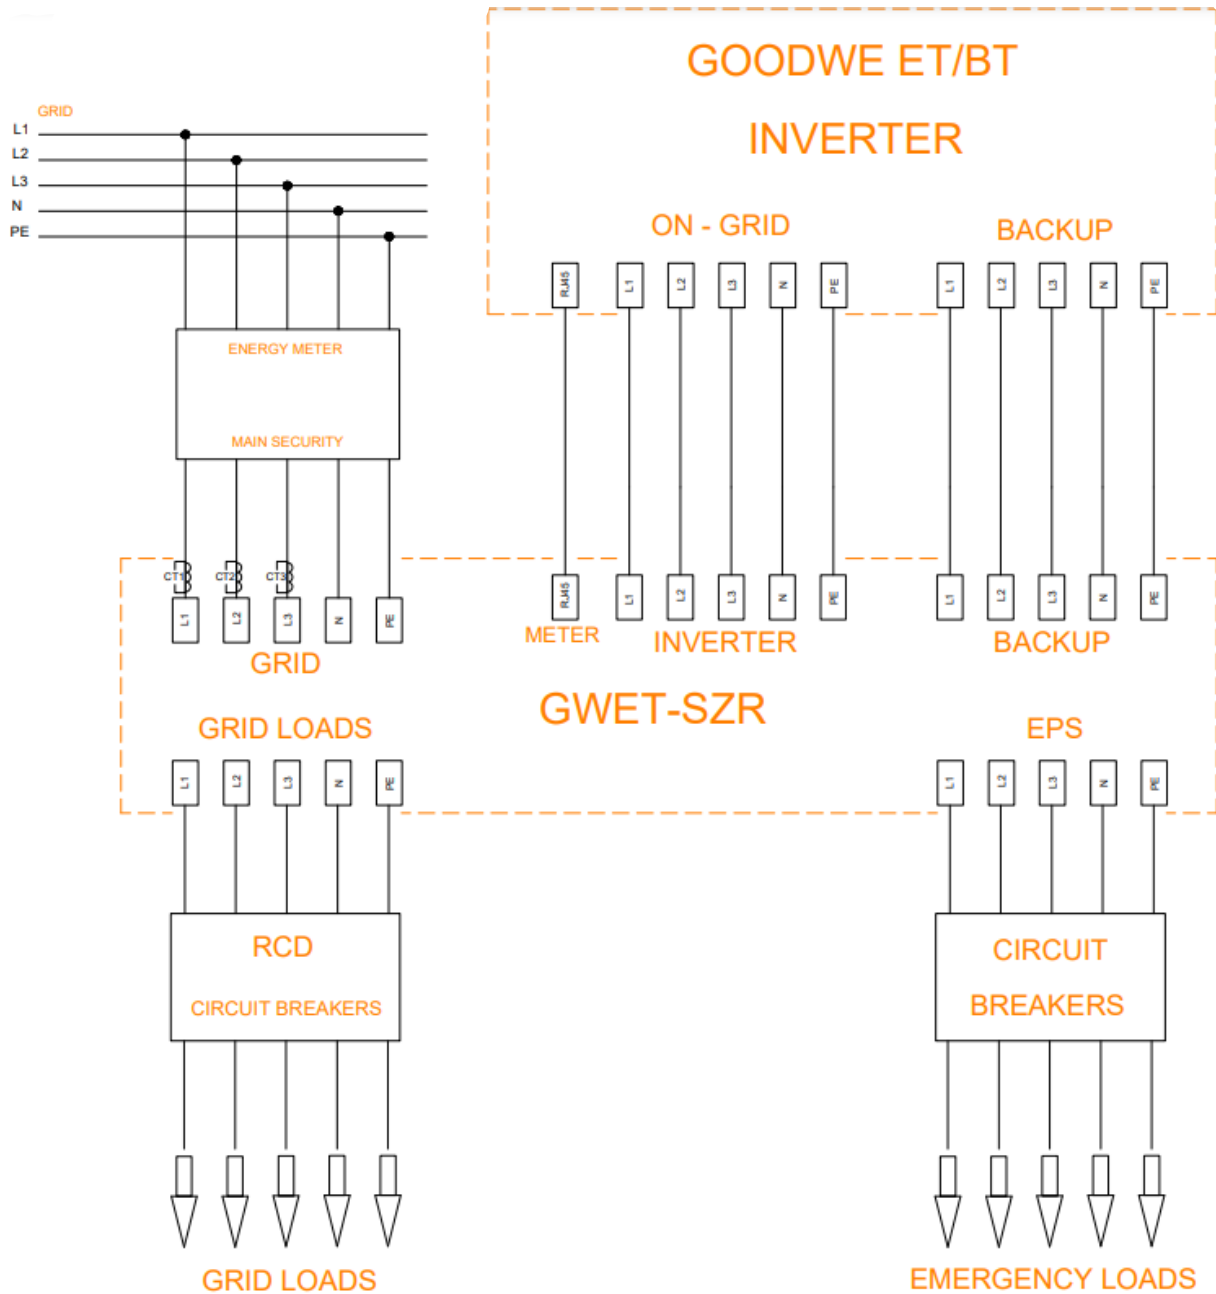 GOODWE ET/BT
INVERTER
GRID
L1
L2
L3
N
PE
ON - GRID
BACKUP
RJ45
L1
L2
L3
N
PE
L1
L2
L3
N
PE
ENERGY METER
MAIN SECURITY
CT1
CT2
CT3
L1
L2
L3
N
PE
GRID
RJ45
L1
L2
L3
N
PE
L1
L2
L3
N
PE
METER
INVERTER
BACKUP
GWET-SZR
GRID LOADS
EPS
L1
L2
L3
N
PE
L1
L2
L3
N
PE
RCD
CIRCUIT BREAKERS
CIRCUIT
BREAKERS
GRID LOADS
EMERGENCY LOADS